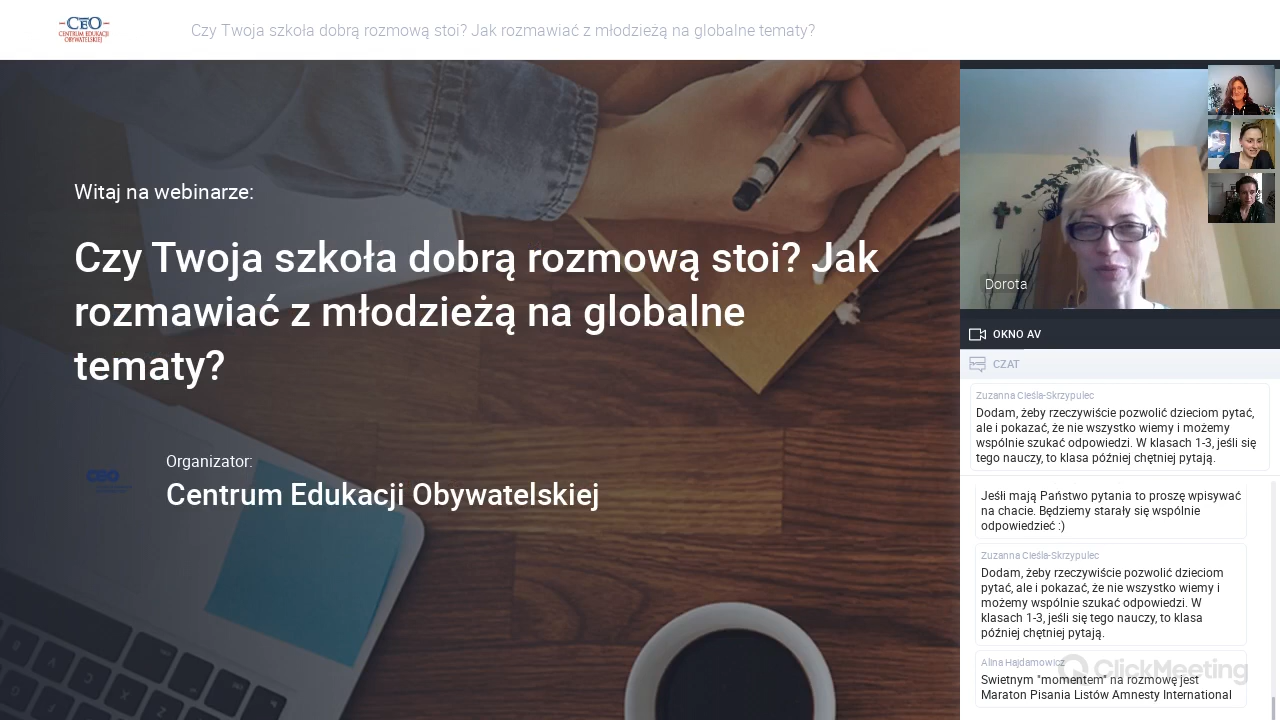 CEO
CENTRUM EDUKACJI
OBYWATELSKIEJ
Czy Twoja szkoła dobrą rozmową stoi? Jak rozmawiać z młodzieżą na globalne tematy?
Witaj na webinarze:
Czy Twoja szkoła dobrą rozmową stoi? Jak
rozmawiać z młodzieżą na globalne
tematy?
CEO
Organizator:
Centrum Edukacji Obywatelskiej
Dorota
OKNO AV
CZAT
Zuzanna Cieśla-Skrzypulec
Dodam, żeby rzeczywiście pozwolić dzieciom pytać,
ale i pokazać, że nie wszystko wiemy i możemy
wspólnie szukać odpowiedzi. W klasach 1-3, jeśli się
tego nauczy, to klasa później chętniej pytają.
Jeśłi mają Państwo pytania to proszę wpisywać
na chacie. Będziemy starały się wspólnie
odpowiedzieć :)
Zuzanna Cieśla-Skrzypulec
Dodam, żeby rzeczywiście pozwolić dzieciom
pytać, ale i pokazać, że nie wszystko wiemy i
możemy wspólnie szukać odpowiedzi. W
klasach 1-3, jeśli się tego nauczy, to klasa
później chętniej pytają.
Alina Hajdamowicz
ClickMeeting
Swietnym "momentem" na rozmowę jest
Maraton Pisania Listów Amnesty International